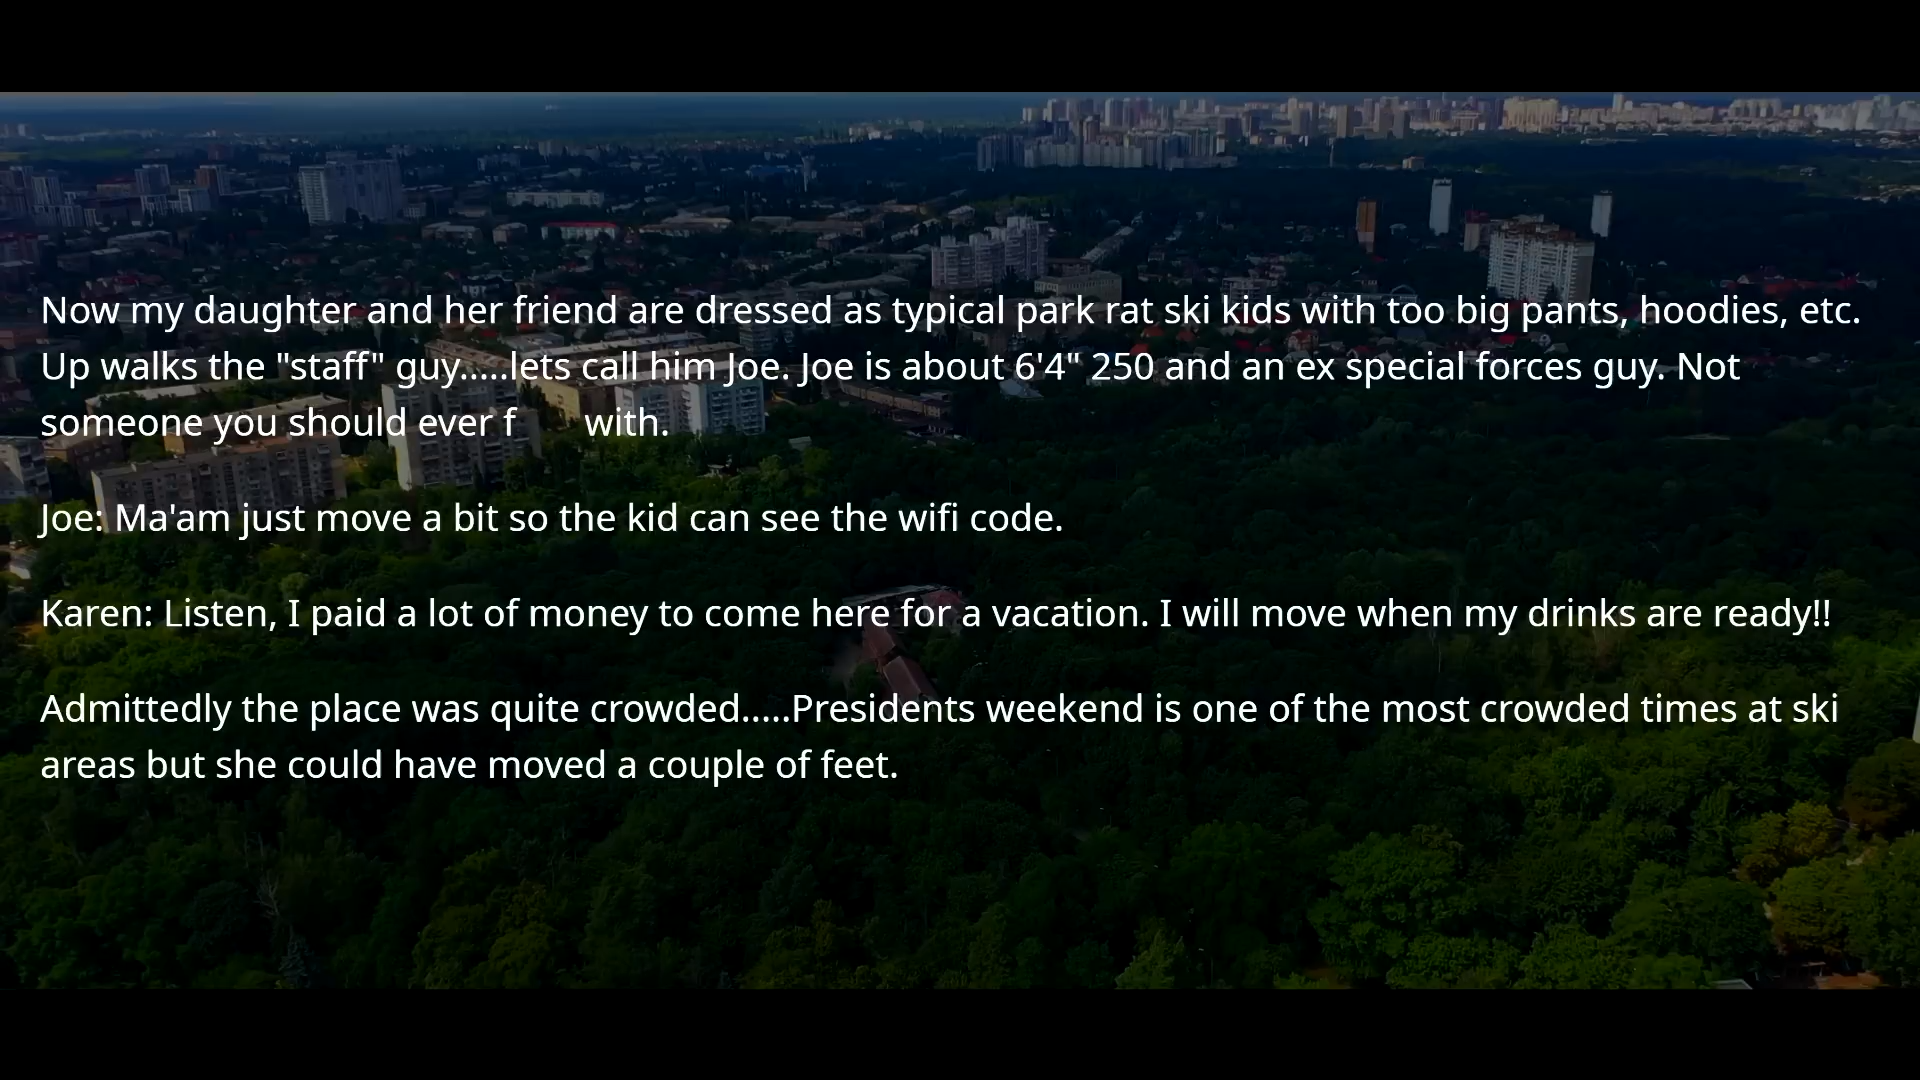 Now my daughter and her friend are dressed as typical park rat ski kids with too big pants, hoodies, etc.
Up walks the "staff" guy.....lets call him Joe. Joe is about 6'4" 250 and an ex special forces guy. Not
someone you should ever f with.
Joe: Ma'am just move a bit so the kid can see the wifi code.
Karen: Listen, I paid a lot of money to come here for a vacation. I will move when my drinks are ready!!
Admittedly the place was quite crowded.....Presidents weekend is one of the most crowded times at ski
areas but she could have moved a couple of feet.